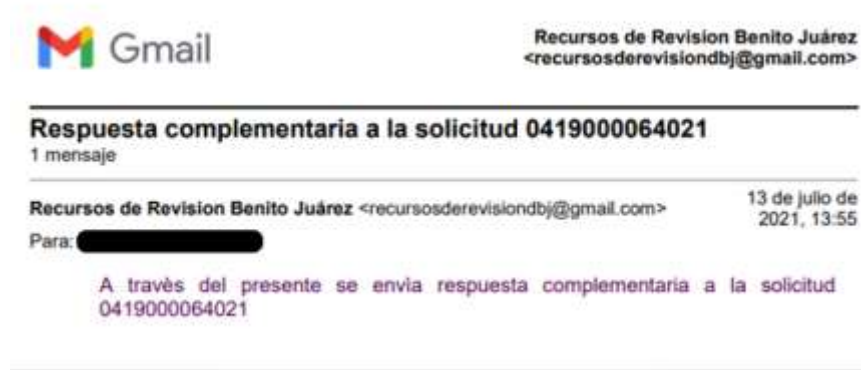 Gmail
Recursos de Revision Benito Juárez
<recursosderevisiondbj@gmail.com>
Respuesta complementaria a la solicitud 0419000064021
1 mensaje
Recursos de Revision Benito Juárez <recursosderevisiondbj@gmail.com>
13 de julio de
2021, 13:55
Para:
A travès del presente se envìa respuesta complementaria a la solicitud
0419000064021